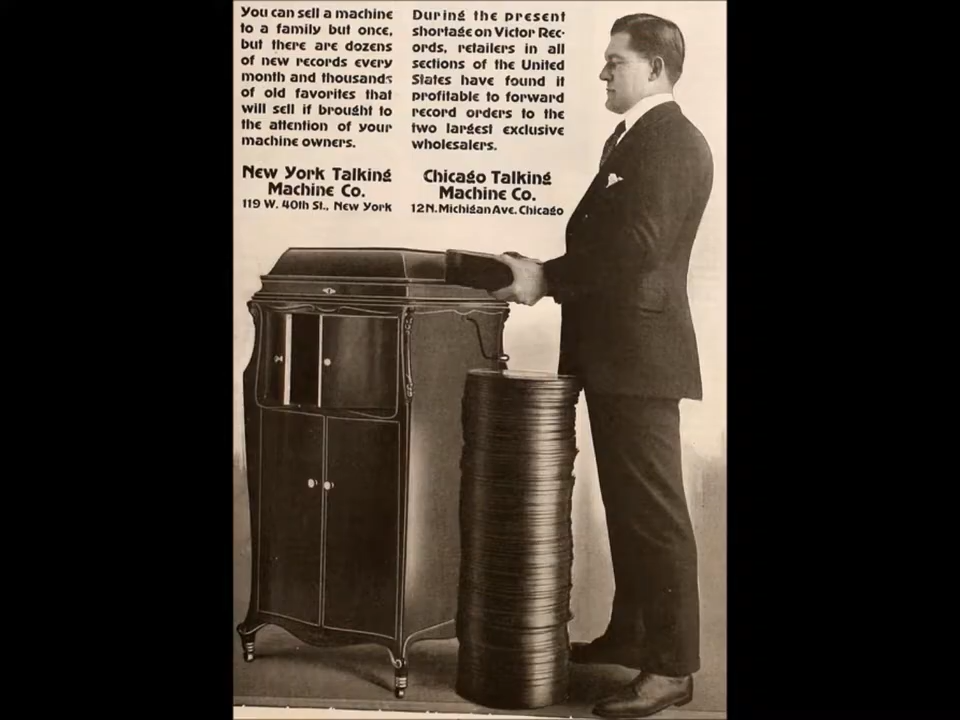 You can sell a machine
to a family but once,
but there are dozens
of new records every
month and thousands
of old favorites that
will sell if brought to
the attention of your
machine owners.
New York Talking
Machine Co.
119 W. 40th St., New York
During the present
shortage on Victor Rec-
ords, retailers in all
sections of the United
States have found it
profitable to forward
record orders to the
two largest exclusive
wholesalers.
Chicago Talking
Machine Co.
12 N. Michigan Ave. Chicago